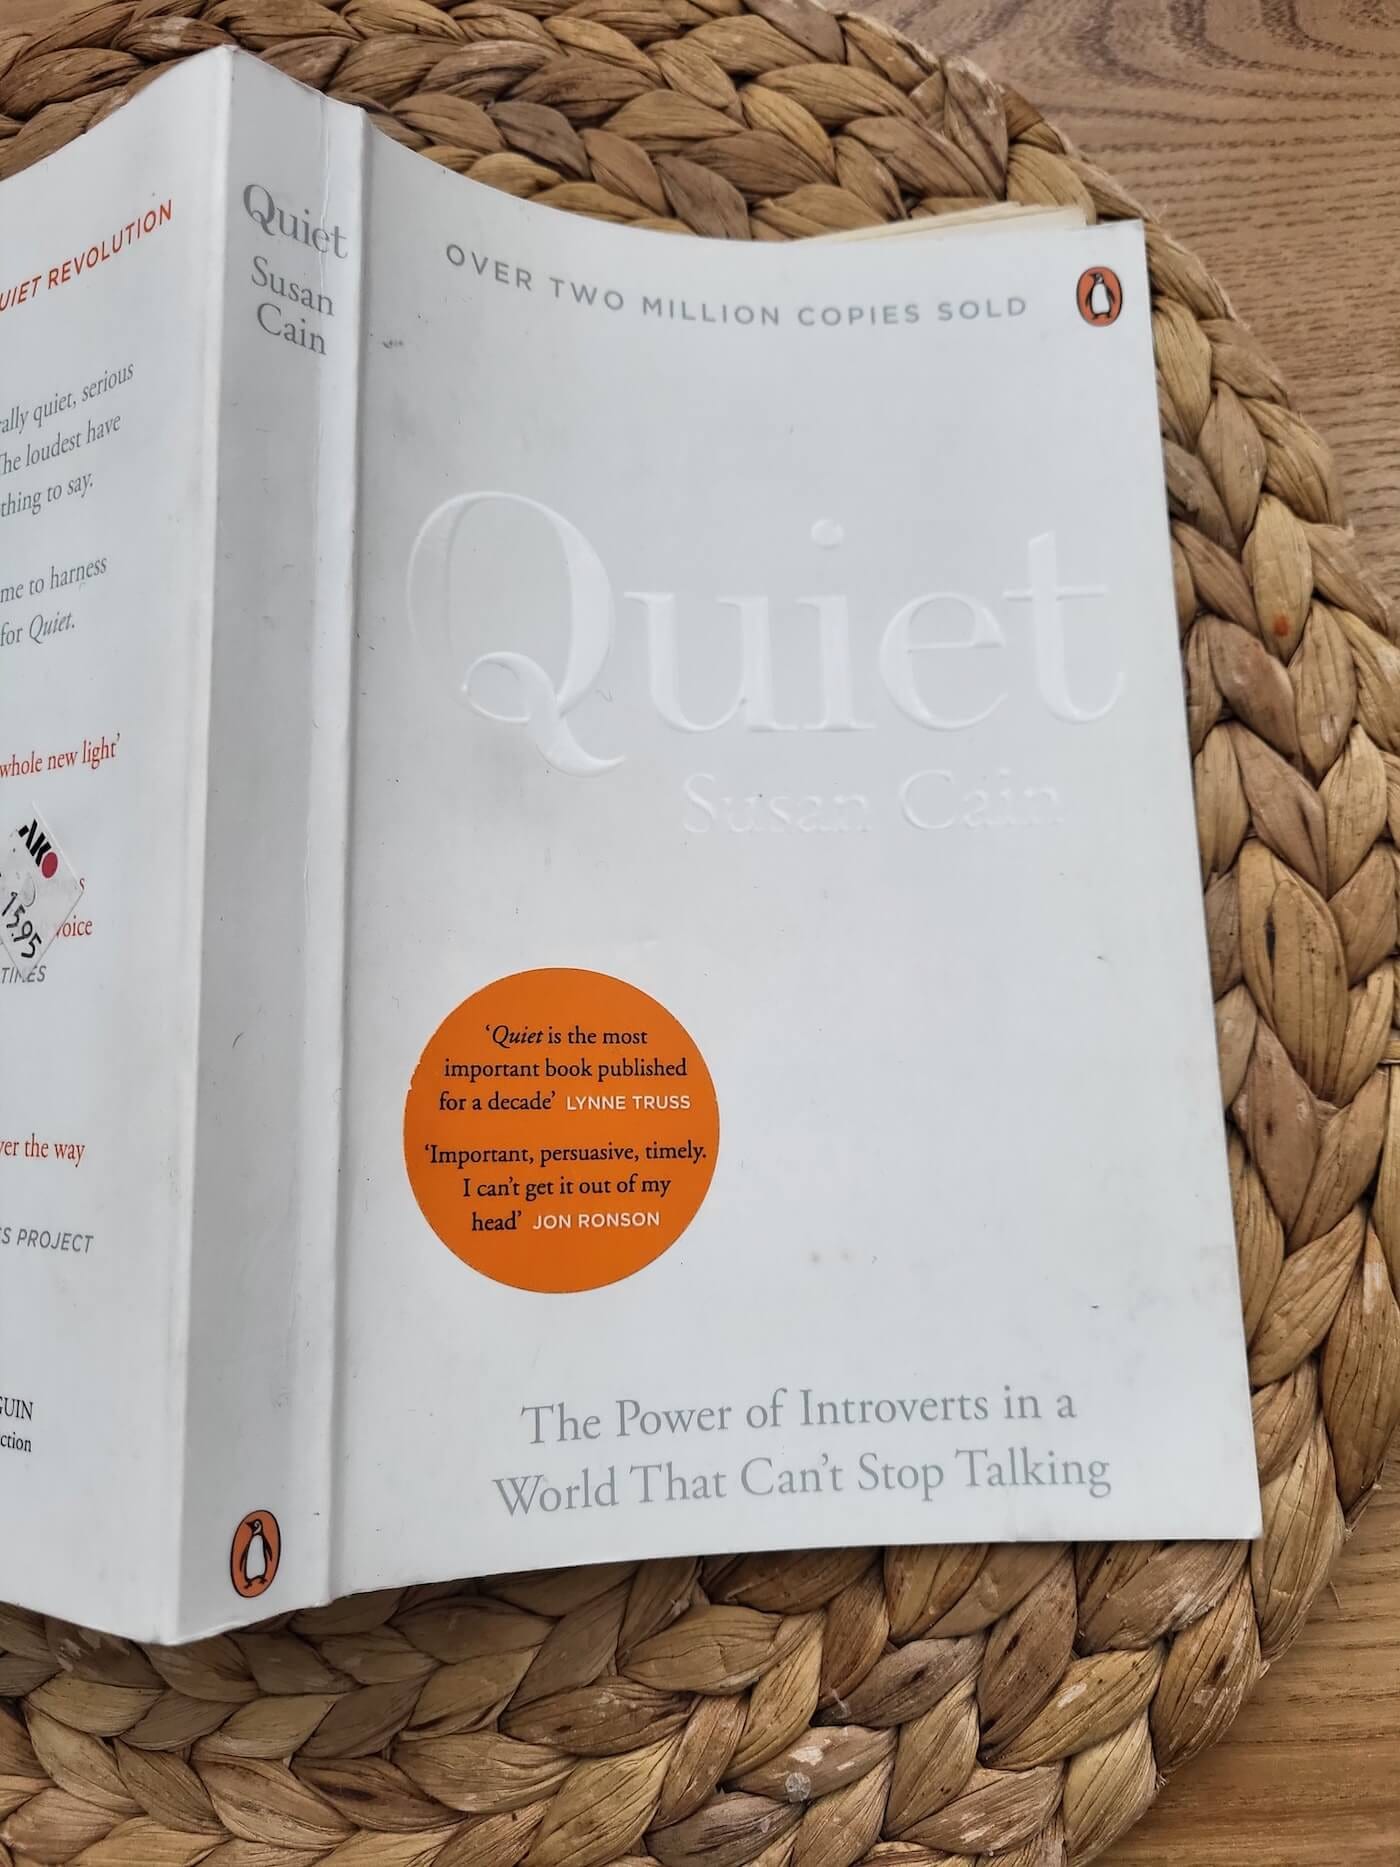 UIET REVOLUTION
ally quiet, serious
The loudest have
thing to say.
me to harness
for Quiet.
whole new light’
AKO
15.95
s
voice
TIMES
ver the way
S PROJECT
GUIN
ction
Quiet
Susan
Cain
OVER TWO MILLION COPIES SOLD
Quiet
Susan Cain
‘Quiet is the most
important book published
for a decade’ LYNNE TRUSS
‘Important, persuasive, timely.
I can’t get it out of my
head’ JON RONSON
The Power of Introverts in a
World That Can’t Stop Talking